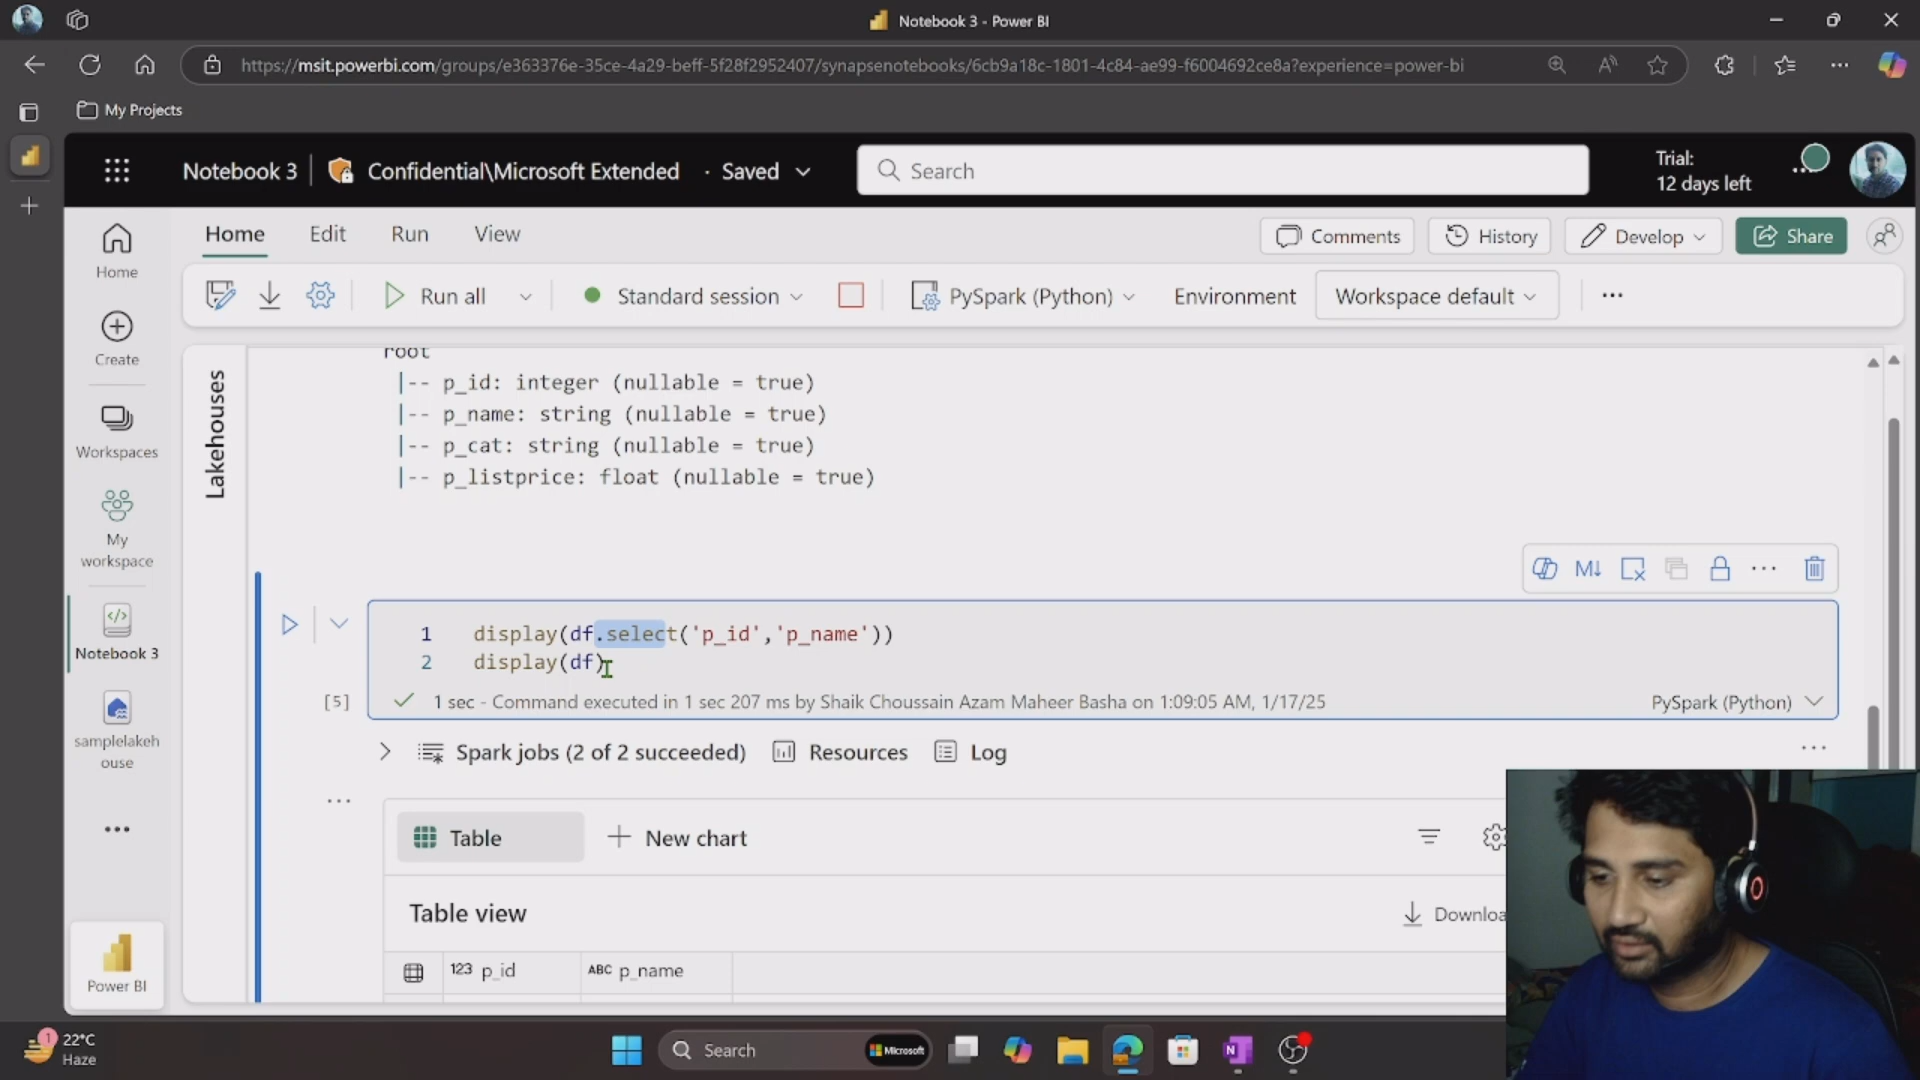 Notebook 3 - Power BI
https://msit.powerbi.com/groups/e363376e-35ce-4a29-beff-5f28f2952407/synapsenotebooks/6cb9a18c-1801-4c84-ae99-f6004692ce8a?experience=power-bi
My Projects
Notebook 3
Confidential\Microsoft Extended
· Saved
Search
Trial:
12 days left
Home
Edit
Run
View
Comments
History
Develop
Share
Run all
Standard session
PySpark (Python)
Environment
Workspace default
Home
Create
Workspaces
My
workspace
Notebook 3
samplelakeh
ouse
Power BI
Lakehouses
root
|-- p_id: integer (nullable = true)
|-- p_name: string (nullable = true)
|-- p_cat: string (nullable = true)
|-- p_listprice: float (nullable = true)
M↓
1 display(df.select('p_id','p_name'))
2 display(df)
[5]
1 sec - Command executed in 1 sec 207 ms by Shaik Choussain Azam Maheer Basha on 1:09:05 AM, 1/17/25
PySpark (Python)
Spark jobs (2 of 2 succeeded)
Resources
Log
Table
New chart
Table view
Downloa
123 p_id
ABC p_name
1
22°C
Haze
Search
Microsoft